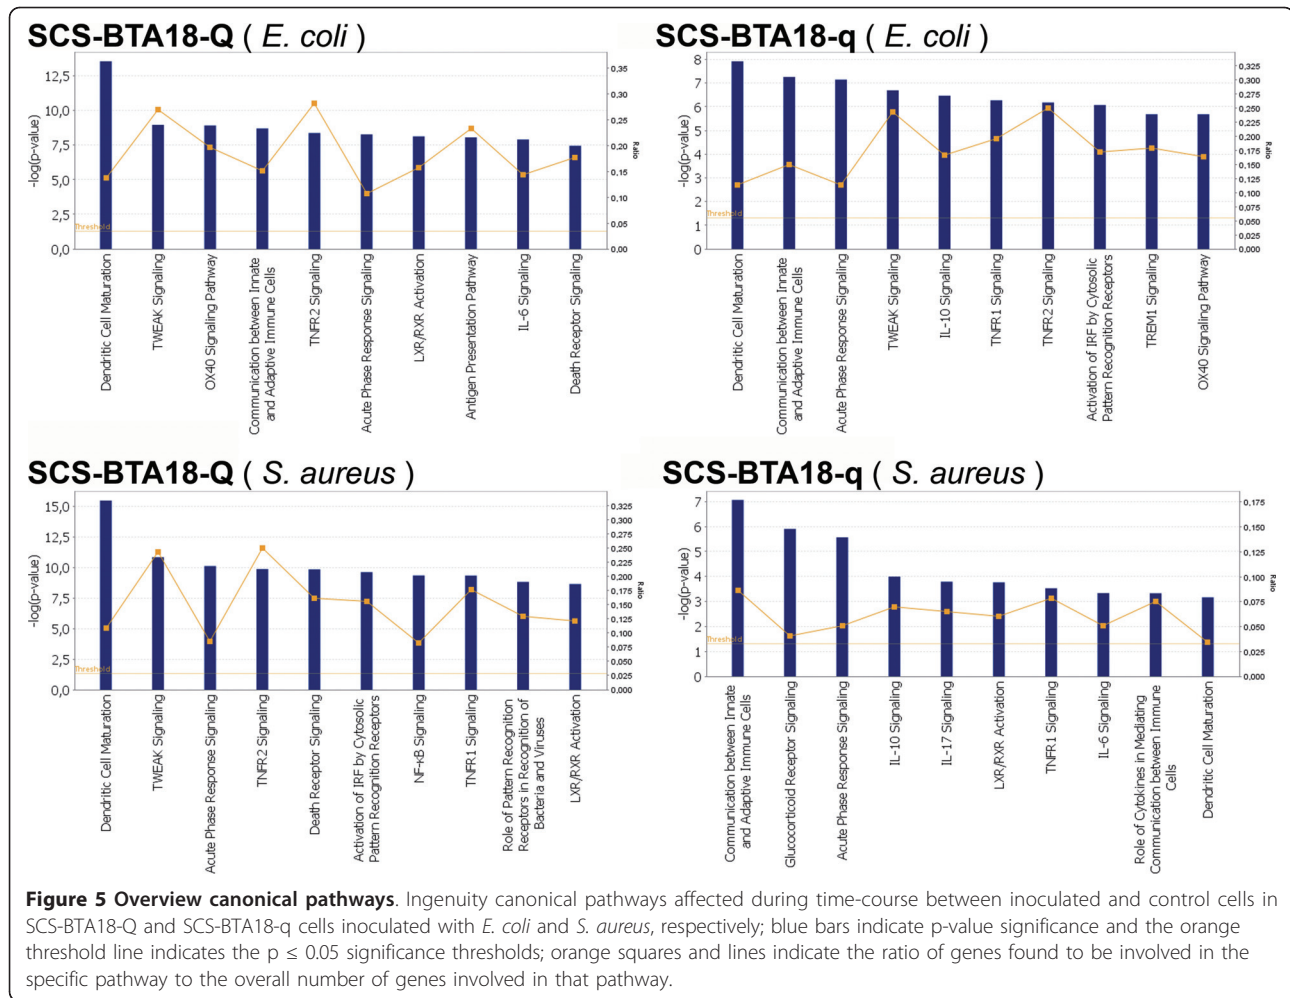 SCS-BTA18-Q ( E. coli )
-log(p-value)
12,5
10,0
7,5
5,0
2,5
0,0
Threshold
0,35
0,30
0,25
0,20
0,15
0,10
0,05
0,00
Ratio
Dendritic Cell Maturation
TWEAK Signaling
OX40 Signaling Pathway
Communication between Innate
and Adaptive Immune Cells
TNFR2 Signaling
Acute Phase Response Signaling
LXR/RXR Activation
Antigen Presentation Pathway
IL-6 Signaling
Death Receptor Signaling
SCS-BTA18-q ( E. coli )
-log(p-value)
8
7
6
5
4
3
2
1
0
Threshold
0,325
0,300
0,275
0,250
0,225
0,200
0,175
0,150
0,125
0,100
0,075
0,050
0,025
0,000
Ratio
Dendritic Cell Maturation
Communication between Innate
and Adaptive Immune Cells
Acute Phase Response Signaling
TWEAK Signaling
IL-10 Signaling
TNFR1 Signaling
TNFR2 Signaling
Activation of IRF by Cytosolic
Pattern Recognition Receptors
TREM1 Signaling
OX40 Signaling Pathway
SCS-BTA18-Q ( S. aureus )
-log(p-value)
15,0
12,5
10,0
7,5
5,0
2,5
0,0
Threshold
0,325
0,300
0,275
0,250
0,225
0,200
0,175
0,150
0,125
0,100
0,075
0,050
0,025
0,000
Ratio
Dendritic Cell Maturation
TWEAK Signaling
Acute Phase Response Signaling
TNFR2 Signaling
Death Receptor Signaling
Activation of IRF by Cytosolic
Pattern Recognition Receptors
NF-κB Signaling
TNFR1 Signaling
Role of Pattern Recognition
Receptors in Recognition of
Bacteria and Viruses
LXR/RXR Activation
SCS-BTA18-q ( S. aureus )
-log(p-value)
7
6
5
4
3
2
1
0
Threshold
0,175
0,150
0,125
0,100
0,075
0,050
0,025
0,000
Ratio
Communication between Innate
and Adaptive Immune Cells
Glucocorticoid Receptor Signaling
Acute Phase Response Signaling
IL-10 Signaling
IL-17 Signaling
LXR/RXR Activation
TNFR1 Signaling
IL-6 Signaling
Role of Cytokines in Mediating
Communication between Immune
Cells
Dendritic Cell Maturation
Figure 5 Overview canonical pathways. Ingenuity canonical pathways affected during time-course between inoculated and control cells in
SCS-BTA18-Q and SCS-BTA18-q cells inoculated with E. coli and S. aureus, respectively; blue bars indicate p-value significance and the orange
threshold line indicates the p ≤ 0.05 significance thresholds; orange squares and lines indicate the ratio of genes found to be involved in the
specific pathway to the overall number of genes involved in that pathway.